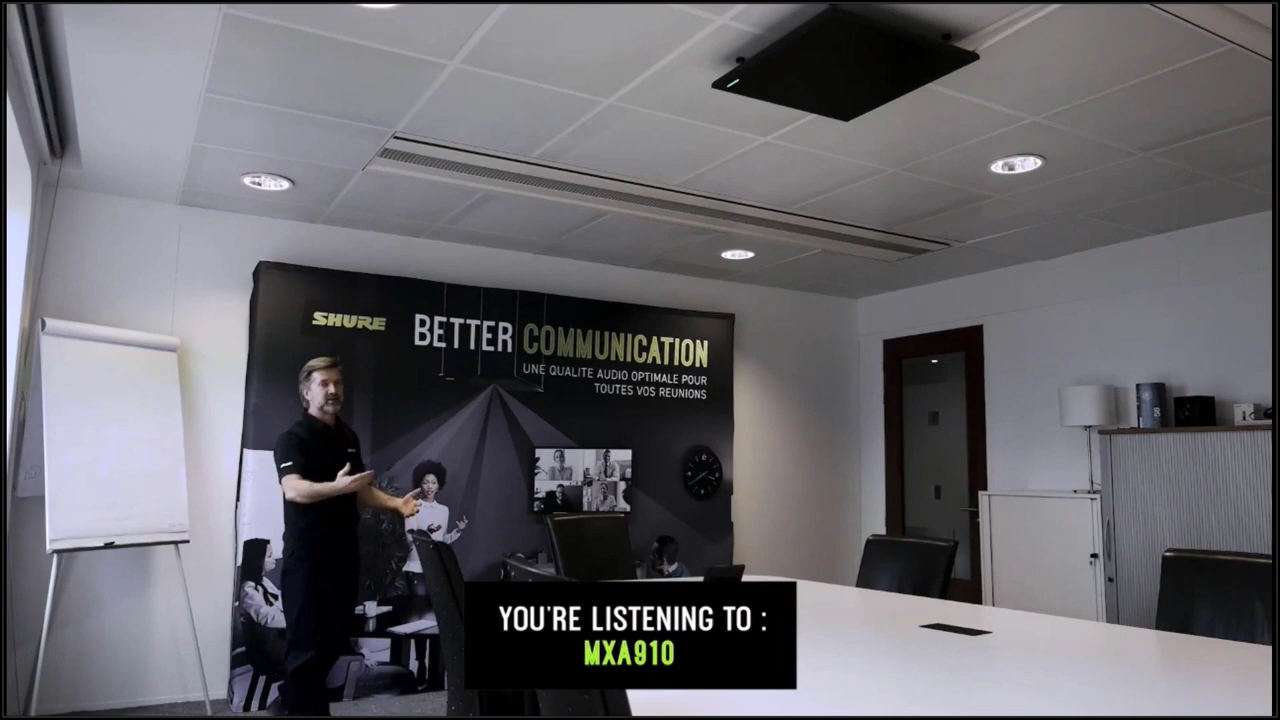 SHURE
BETTER COMMUNICATION
UNE QUALITE AUDIO OPTIMALE POUR
TOUTES VOS REUNIONS
YOU'RE LISTENING TO :
MXA910